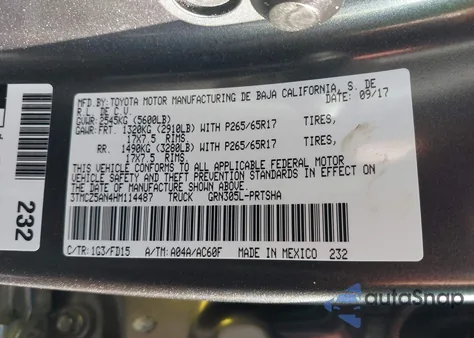 MFD.BY: TOYOTA MOTOR MANUFACTURING DE BAJA CALIFORNIA, S. DE
R.L. DE C.V. DATE: 09/17
GVWR: 2545KG (5600LB)
GAWR: FRT. 1320KG (2910LB) WITH P265/65R17 TIRES,
17X7.5 RIMS,
RR. 1490KG (3280LB) WITH P265/65R17 TIRES,
17X7.5 RIMS
THIS VEHICLE CONFORMS TO ALL APPLICABLE FEDERAL MOTOR
VEHICLE SAFETY AND THEFT PREVENTION STANDARDS IN EFFECT ON
THE DATE OF MANUFACTURE SHOWN ABOVE.
3TMCZ5AN4HM114487 TRUCK GRN305L-PRTSHA
C/TR: 1G3/FD15 A/TM: A04A/AC60F MADE IN MEXICO 232
232
autoSnap